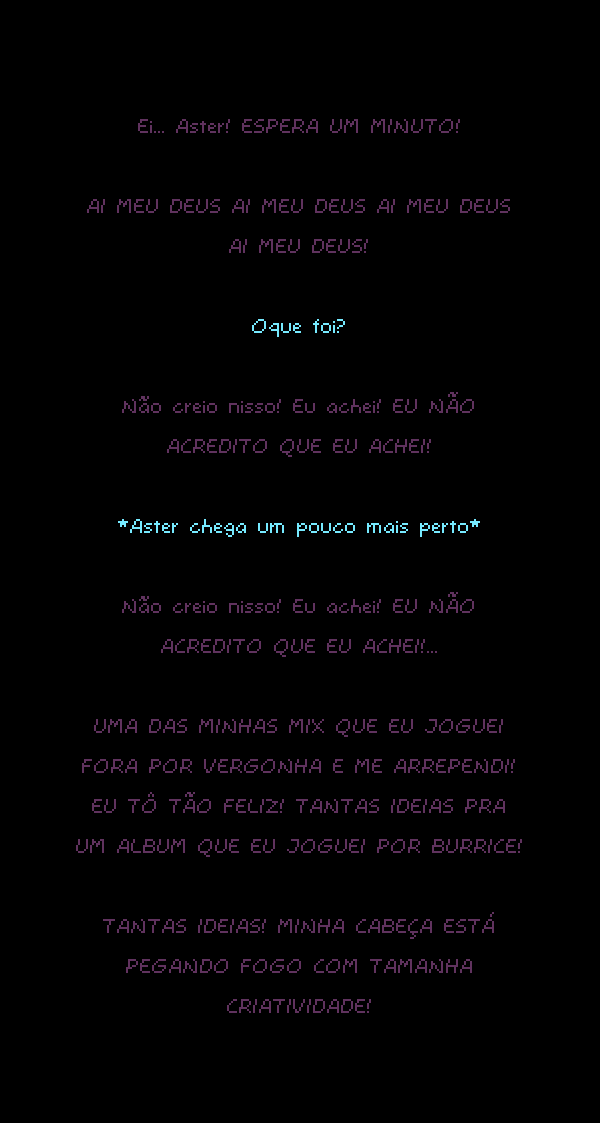 Ei... Aster! ESPERA UM MINUTO!
AI MEU DEUS AI MEU DEUS AI MEU DEUS
AI MEU DEUS!
Oque foi?
Não creio nisso! Eu achei! EU NÃO
ACREDITO QUE EU ACHEI!
*Aster chega um pouco mais perto*
Não creio nisso! Eu achei! EU NÃO
ACREDITO QUE EU ACHEI!...
UMA DAS MINHAS MIX QUE EU JOGUEI
FORA POR VERGONHA E ME ARREPENDI!
EU TÔ TÃO FELIZ! TANTAS IDEIAS PRA
UM ALBUM QUE EU JOGUEI POR BURRICE!
TANTAS IDEIAS! MINHA CABEÇA ESTÁ
PEGANDO FOGO COM TAMANHA
CRIATIVIDADE!